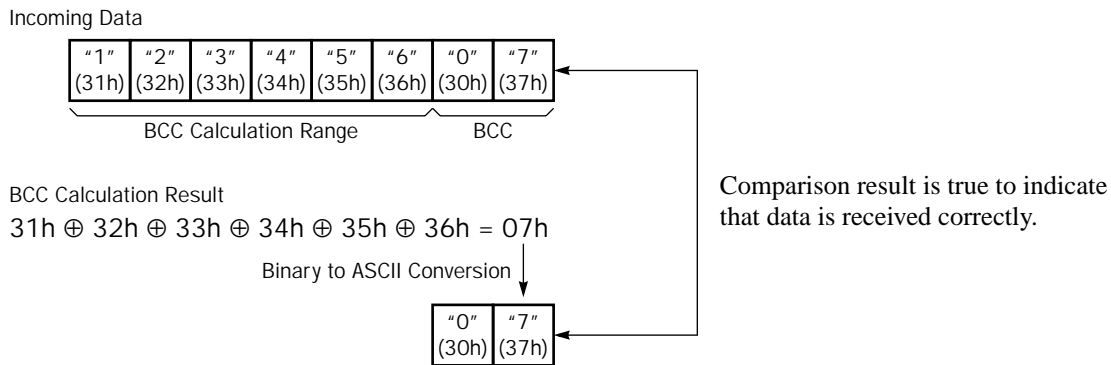 Incoming Data
“1” “2” “3” “4” “5” “6” “0” “7”
(31h) (32h) (33h) (34h) (35h) (36h) (30h) (37h)
BCC Calculation Range BCC
BCC Calculation Result
31h ⊕ 32h ⊕ 33h ⊕ 34h ⊕ 35h ⊕ 36h = 07h
Comparison result is true to indicate
that data is received correctly.
Binary to ASCII Conversion
“0” “7”
(30h) (37h)